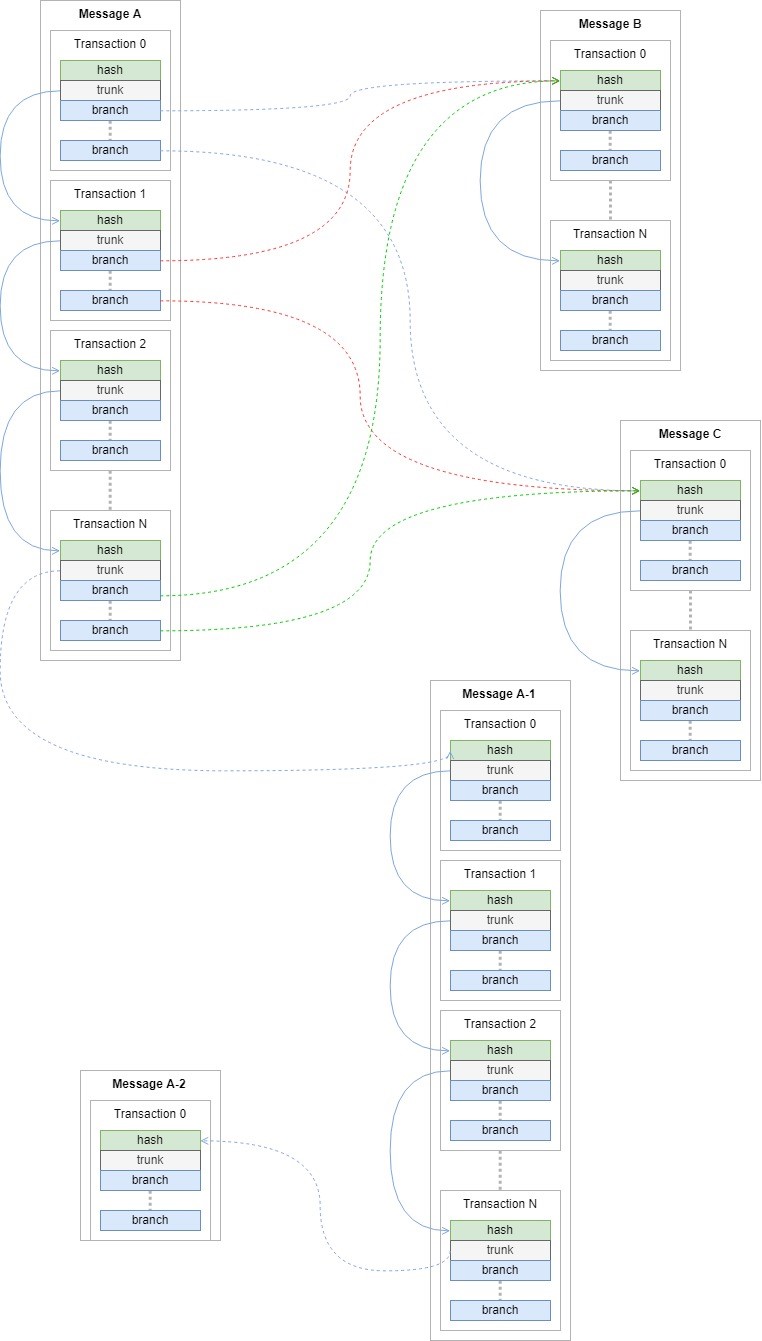 Message A
Transaction 0
hash
trunk
branch
branch
Transaction 1
hash
trunk
branch
branch
Transaction 2
hash
trunk
branch
branch
Transaction N
hash
trunk
branch
branch
Message B
Transaction 0
hash
trunk
branch
branch
Transaction N
hash
trunk
branch
branch
Message C
Transaction 0
hash
trunk
branch
branch
Transaction N
hash
trunk
branch
branch
Message A-1
Transaction 0
hash
trunk
branch
branch
Transaction 1
hash
trunk
branch
branch
Transaction 2
hash
trunk
branch
branch
Transaction N
hash
trunk
branch
branch
Message A-2
Transaction 0
hash
trunk
branch
branch